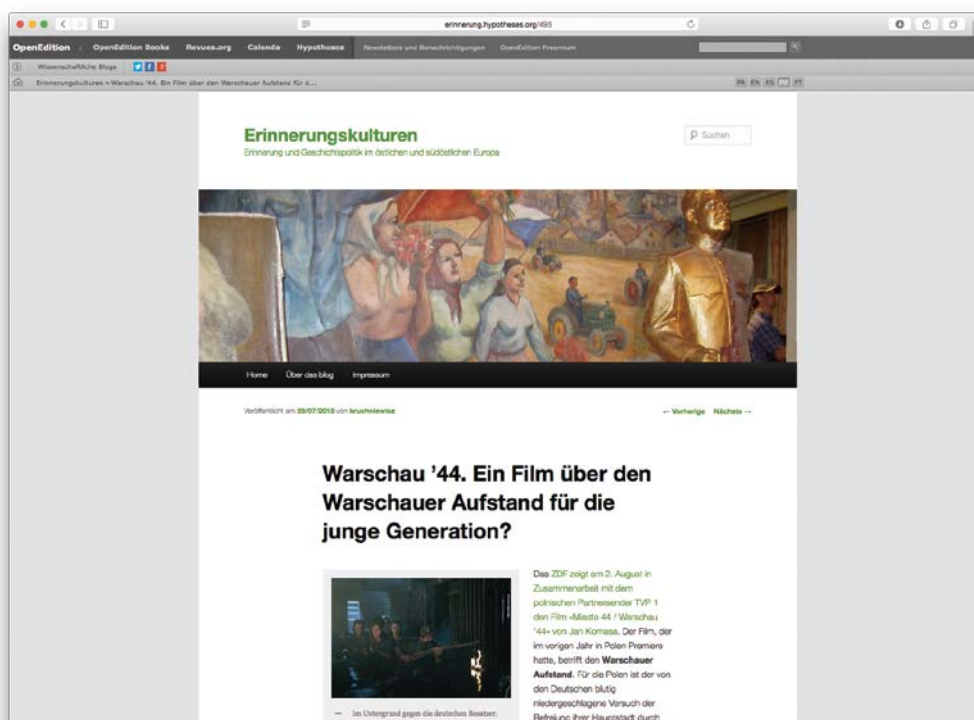 erinnerung.hypotheses.org/495
OpenEdition OpenEdition Books Revues.org Calenda Hypotheses Newsletters und Benachrichtigungen OpenEdition Freemium
Wissenschaftliche Blogs
Erinnerungskulturen > Warschau '44. Ein Film über den Warschauer Aufstand für d... FR EN ES DE PT
Erinnerungskulturen
Erinnerung und Geschichtspolitik im östlichen und südöstlichen Europa
Suchen
Home Über das blog Impressum
Veröffentlicht am 29/07/2015 von
← Vorherige Nächste →
Warschau '44. Ein Film über den
Warschauer Aufstand für die
junge Generation?
Im Untergrund gegen die deutschen Besatzer.
Das ZDF zeigt am 2. August in
Zusammenarbeit mit dem
polnischen Partnersender TVP 1
den Film «Miasto 44 / Warschau
'44» von Jan Komasa. Der Film, der
im vorigen Jahr in Polen Premiere
hatte, betrifft den Warschauer
Aufstand. Für die Polen ist der von
den Deutschen blutig
niedergeschlagene Versuch der
Befreiung ihrer Hauptstadt durch